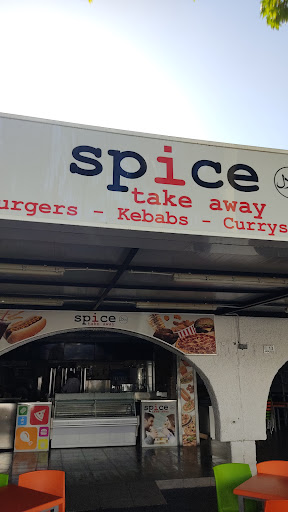 spice
take away
urgers - Kebabs - Currys
spice
& take away
spice